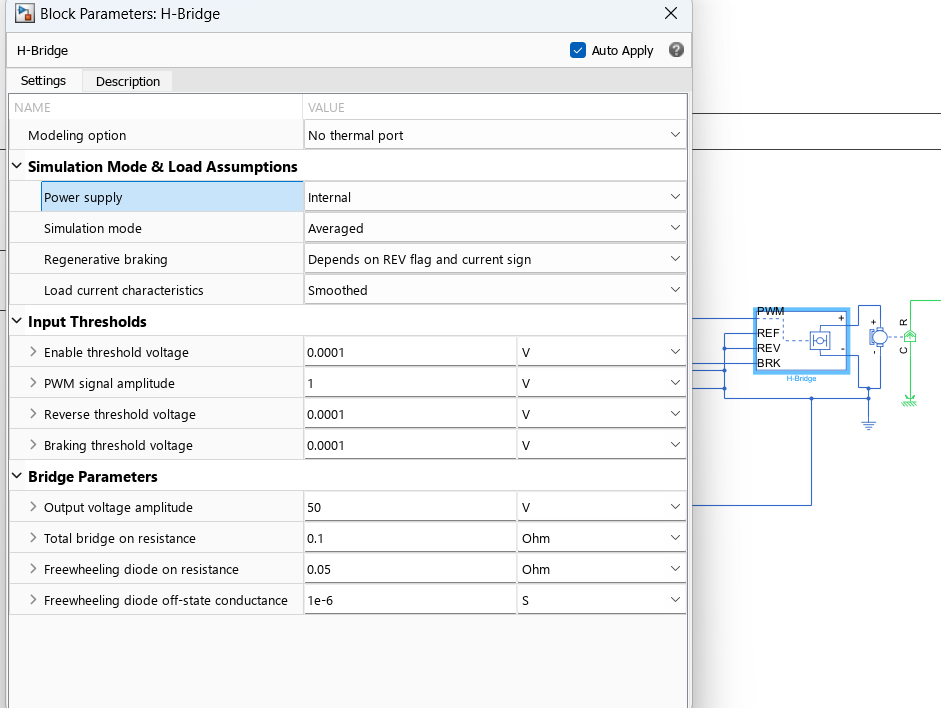 Block Parameters: H-Bridge
H-Bridge
Auto Apply
?
Settings Description
NAME VALUE
Modeling option No thermal port
Simulation Mode & Load Assumptions
Power supply Internal
Simulation mode Averaged
Regenerative braking Depends on REV flag and current sign
Load current characteristics Smoothed
Input Thresholds
Enable threshold voltage 0.0001 V
PWM signal amplitude 1 V
Reverse threshold voltage 0.0001 V
Braking threshold voltage 0.0001 V
Bridge Parameters
Output voltage amplitude 50 V
Total bridge on resistance 0.1 Ohm
Freewheeling diode on resistance 0.05 Ohm
Freewheeling diode off-state conductance 1e-6 S
PWM
+
REF
REV
-
BRK
H-Bridge
+
-
R
C